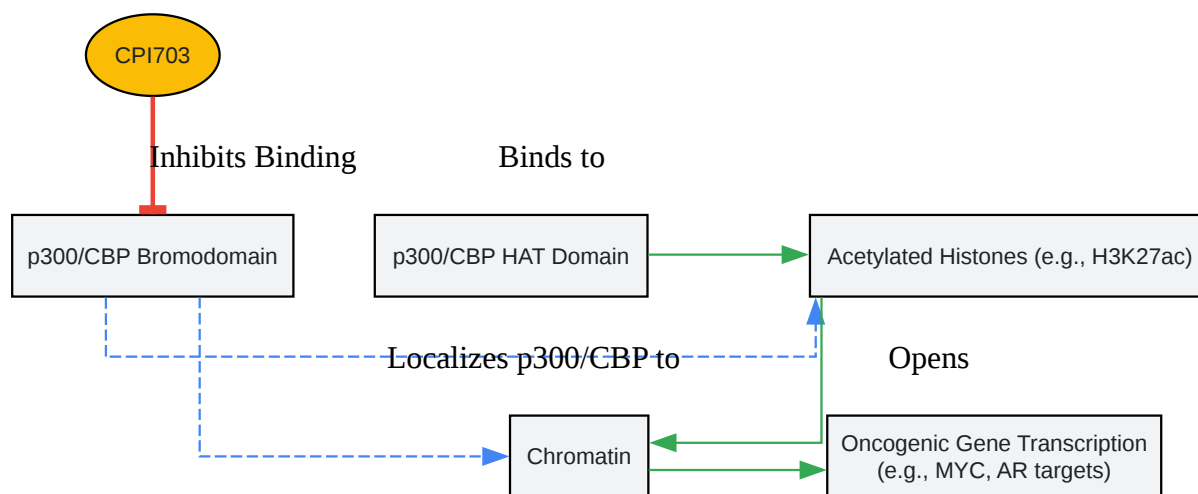 CPI703
Inhibits Binding
Binds to
p300/CBP Bromodomain
p300/CBP HAT Domain
Acetylated Histones (e.g., H3K27ac)
Localizes p300/CBP to
Opens
Chromatin
Oncogenic Gene Transcription
(e.g., MYC, AR targets)